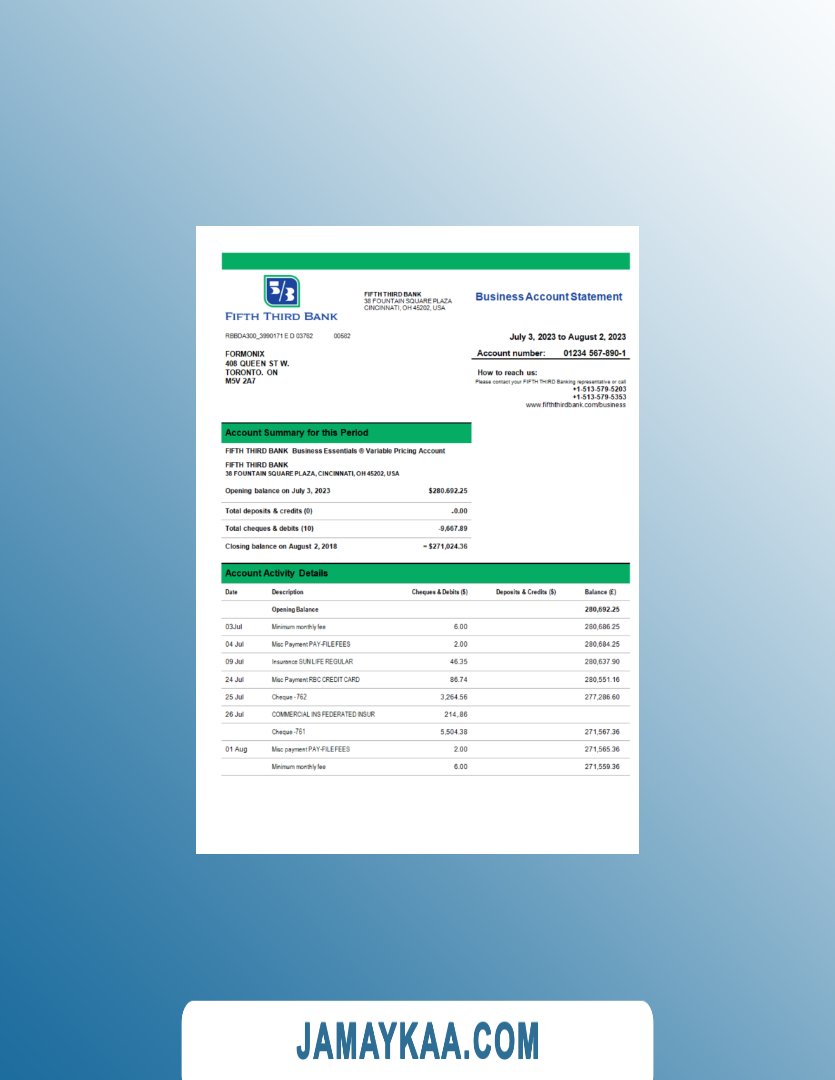 5/3
FIFTH THIRD BANK
FIFTH THIRD BANK
38 FOUNTAIN SQUARE PLAZA
CINCINNATI, OH 45202, USA
Business Account Statement
RBBDA300_3990171 E D 03762 00582
July 3, 2023 to August 2, 2023
Account number: 01234 567-890-1
FORMONIX
408 QUEEN ST W.
TORONTO. ON
M5V 2A7
How to reach us:
Please contact your FIFTH THIRD Banking representative or call
+1-513-579-5203
+1-513-579-5353
www.fifththirdbank.com/business
Account Summary for this Period
FIFTH THIRD BANK Business Essentials ® Variable Pricing Account
FIFTH THIRD BANK
38 FOUNTAIN SQUARE PLAZA, CINCINNATI, OH 45202, USA
Opening balance on July 3, 2023 $280.692.25
Total deposits & credits (0) .0.00
Total cheques & debits (10) -9,667.89
Closing balance on August 2, 2018 = $271,024.36
Account Activity Details
Date Description Cheques & Debits ($) Deposits & Credits ($) Balance (£)
Opening Balance 280,692.25
03Jul Minimum monthly fee 6.00 280,686.25
04 Jul Misc Payment PAY-FILE FEES 2.00 280,684.25
09 Jul Insurance SUN LIFE REGULAR 46.35 280,637.90
24 Jul Misc Payment RBC CREDIT CARD 86.74 280,551.16
25 Jul Cheque -762 3,264.56 277,286.60
26 Jul COMMERCIAL INS FEDERATED INSUR 214,.86
Cheque -761 5,504.38 271,567.36
01 Aug Misc payment PAY-FILE FEES 2.00 271,565.36
Minimum monthly fee 6.00 271,559.36
JAMAYKAA.COM